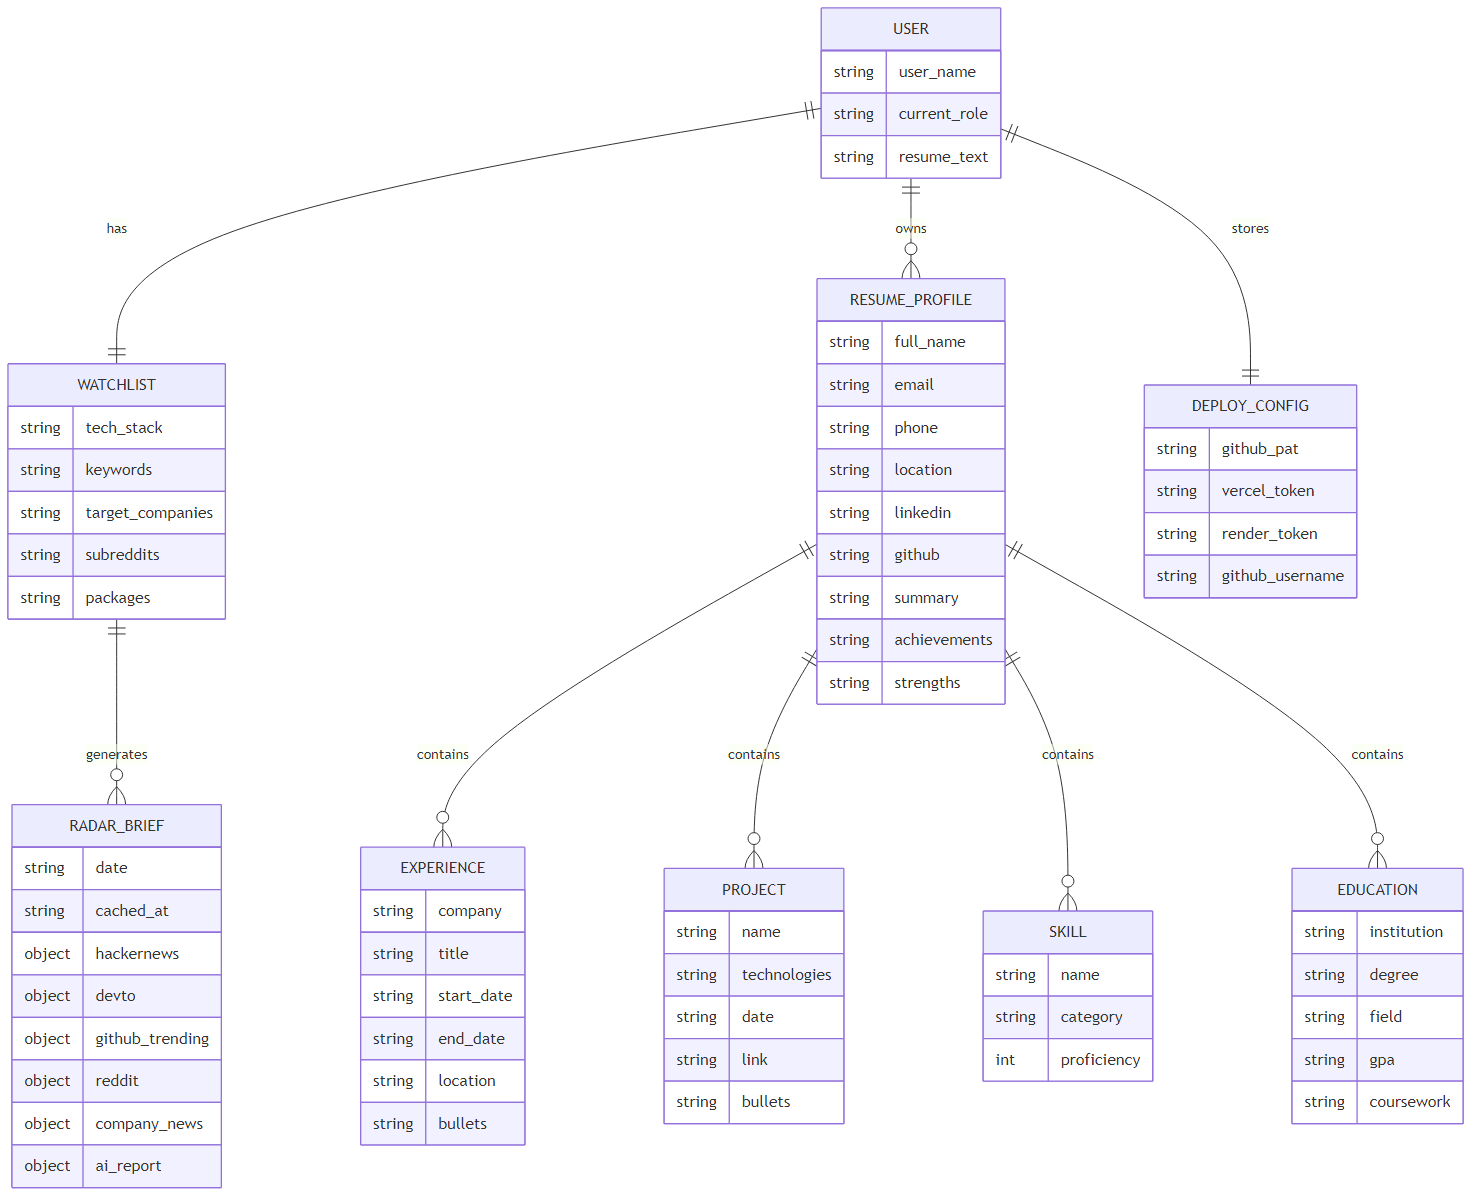 USER
string user_name
string current_role
string resume_text
has
owns
stores
WATCHLIST
string tech_stack
string keywords
string target_companies
string subreddits
string packages
RESUME_PROFILE
string full_name
string email
string phone
string location
string linkedin
string github
string summary
string achievements
string strengths
DEPLOY_CONFIG
string github_pat
string vercel_token
string render_token
string github_username
generates
contains
contains
contains
contains
RADAR_BRIEF
string date
string cached_at
object hackernews
object devto
object github_trending
object reddit
object company_news
object ai_report
EXPERIENCE
string company
string title
string start_date
string end_date
string location
string bullets
PROJECT
string name
string technologies
string date
string link
string bullets
SKILL
string name
string category
int proficiency
EDUCATION
string institution
string degree
string field
string gpa
string coursework